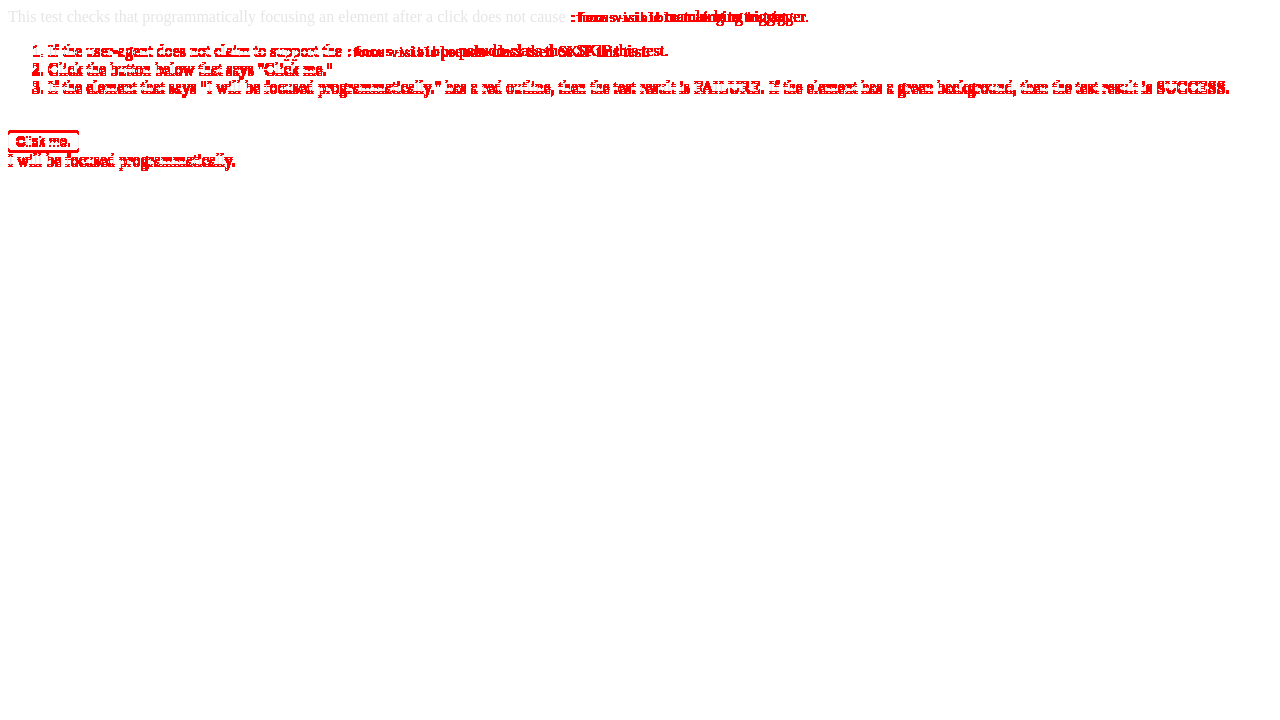 This test checks that programmatically focusing an element after a click does not cause :focus-visible matching to trigger.
1. If the user-agent does not claim to support the :focus-visible pseudo-class then SKIP this test.
2. Click the button below that says "Click me."
3. If the element that says "I will be focused programmatically." has a red outline, then the test result is FAILURE. If the element has a green background, then the test result is SUCCESS.
Click me.
I will be focused programmatically.